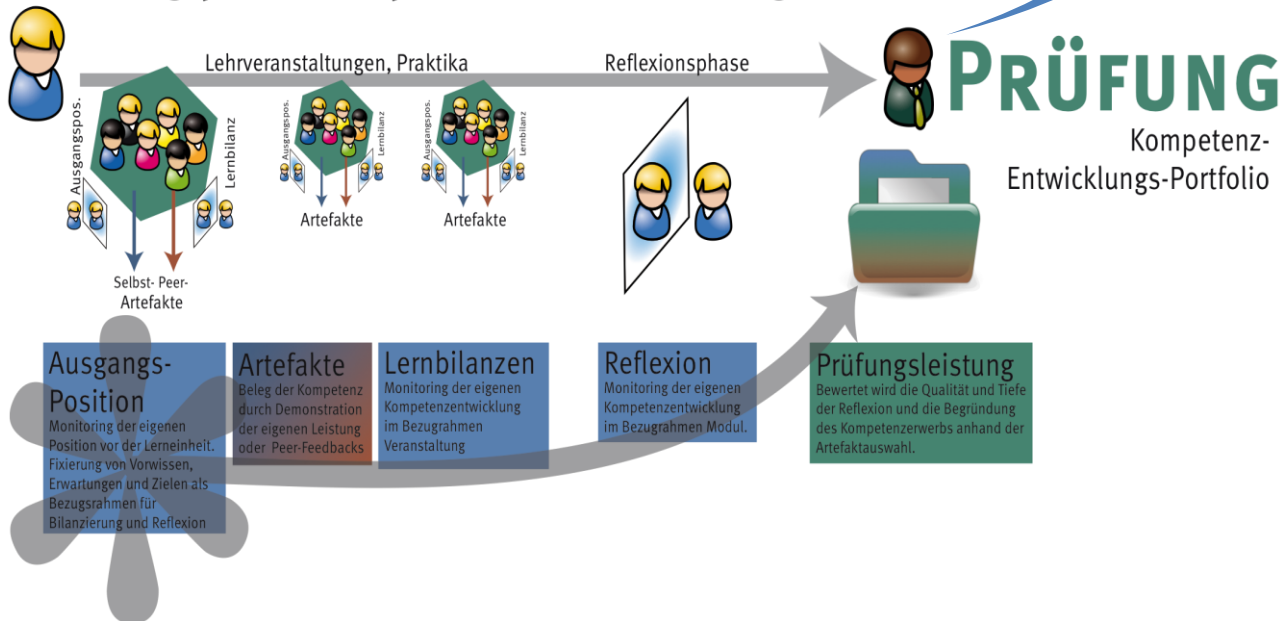 Lehrveranstaltungen, Praktika
Reflexionsphase
PRÜFUNG
Kompetenz-
Entwicklungs-Portfolio
Ausgangspos.
Lernbilanz
Ausgangspos.
Lernbilanz
Ausgangspos.
Lernbilanz
Selbst- Peer-
Artefakte
Artefakte
Artefakte
Ausgangs-
Position
Monitoring der eigenen
Position vor der Lerneinheit.
Fixierung von Vorwissen,
Erwartungen und Zielen als
Bezugsrahmen für
Bilanzierung und Reflexion
Artefakte
Beleg der Kompetenz
durch Demonstration
der eigenen Leistung
oder Peer-Feedbacks
Lernbilanzen
Monitoring der eigenen
Kompetenzentwicklung
im Bezugrahmen
Veranstaltung
Reflexion
Monitoring der eigenen
Kompetenzentwicklung
im Bezugrahmen Modul.
Prüfungsleistung
Bewertet wird die Qualität und Tiefe
der Reflexion und die Begründung
des Kompetenzerwerbs anhand der
Artefaktauswahl.